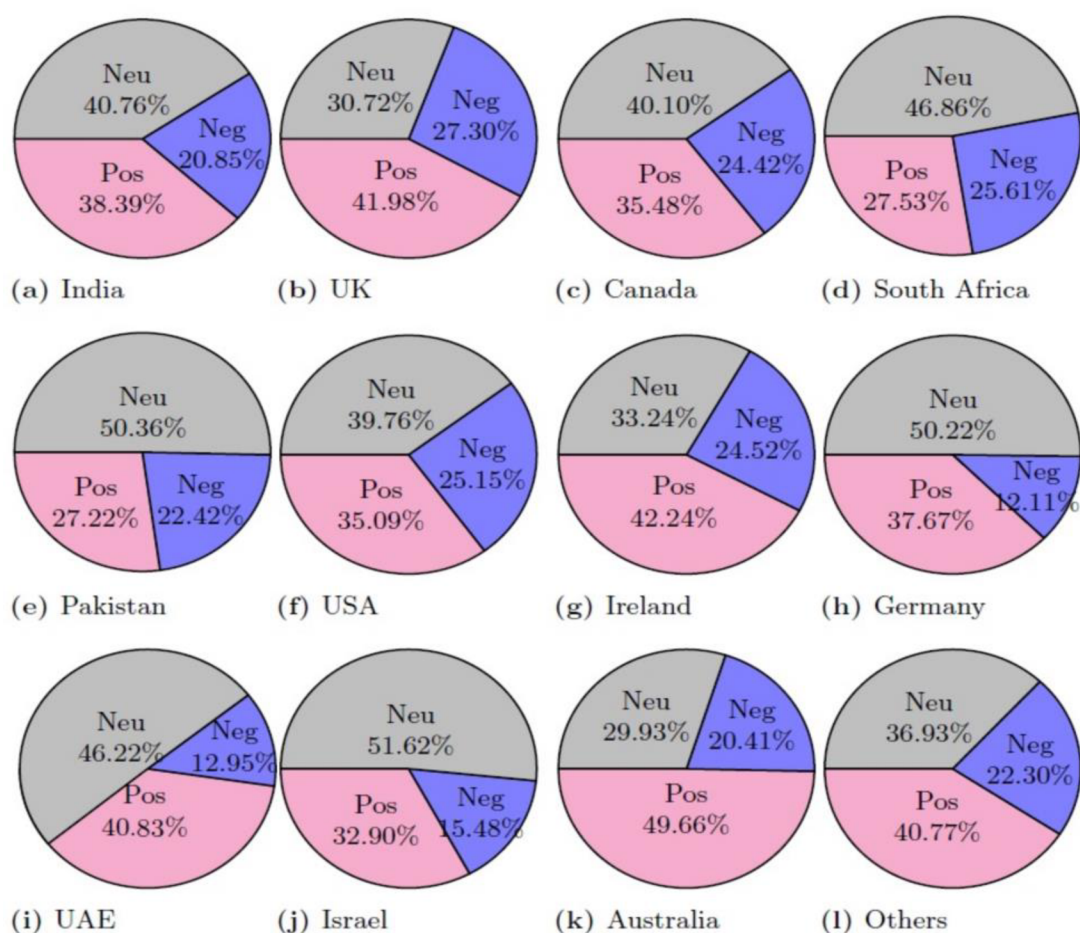 Neu
40.76%
Neg
20.85%
Pos
38.39%
(a) India
Neu
30.72%
Neg
27.30%
Pos
41.98%
(b) UK
Neu
40.10%
Neg
24.42%
Pos
35.48%
(c) Canada
Neu
46.86%
Neg
25.61%
Pos
27.53%
(d) South Africa
Neu
50.36%
Neg
22.42%
Pos
27.22%
(e) Pakistan
Neu
39.76%
Neg
25.15%
Pos
35.09%
(f) USA
Neu
33.24%
Neg
24.52%
Pos
42.24%
(g) Ireland
Neu
50.22%
Neg
12.11%
Pos
37.67%
(h) Germany
Neu
46.22%
Neg
12.95%
Pos
40.83%
(i) UAE
Neu
51.62%
Neg
15.48%
Pos
32.90%
(j) Israel
Neu
29.93%
Neg
20.41%
Pos
49.66%
(k) Australia
Neu
36.93%
Neg
22.30%
Pos
40.77%
(l) Others